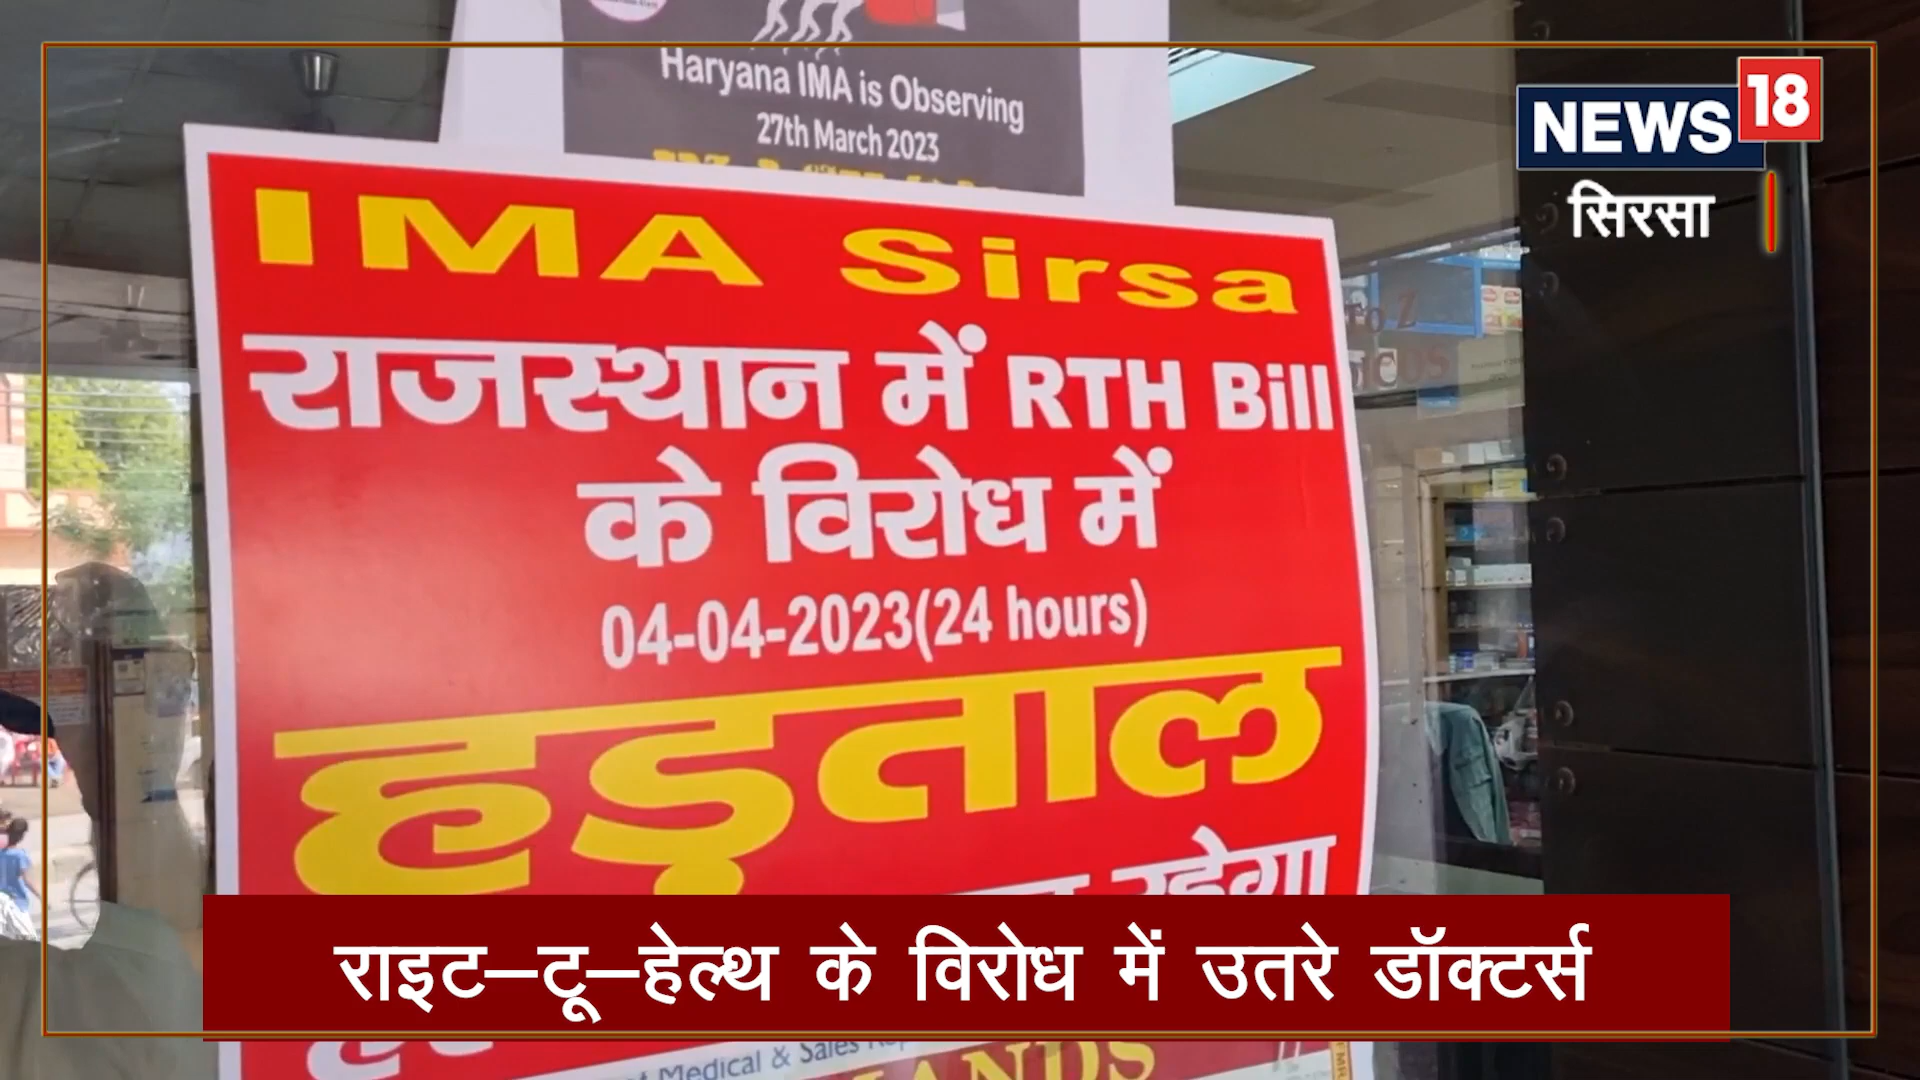 Haryana IMA is Observing
27th March 2023
NEWS 18
सिरसा
IMA Sirsa
राजस्थान में RTH Bill
के विरोध में
04-04-2023(24 hours)
हड़ताल
रहेगा
राइट-टू-हेल्थ के विरोध में उतरे डॉक्टर्स
Medical & Sales